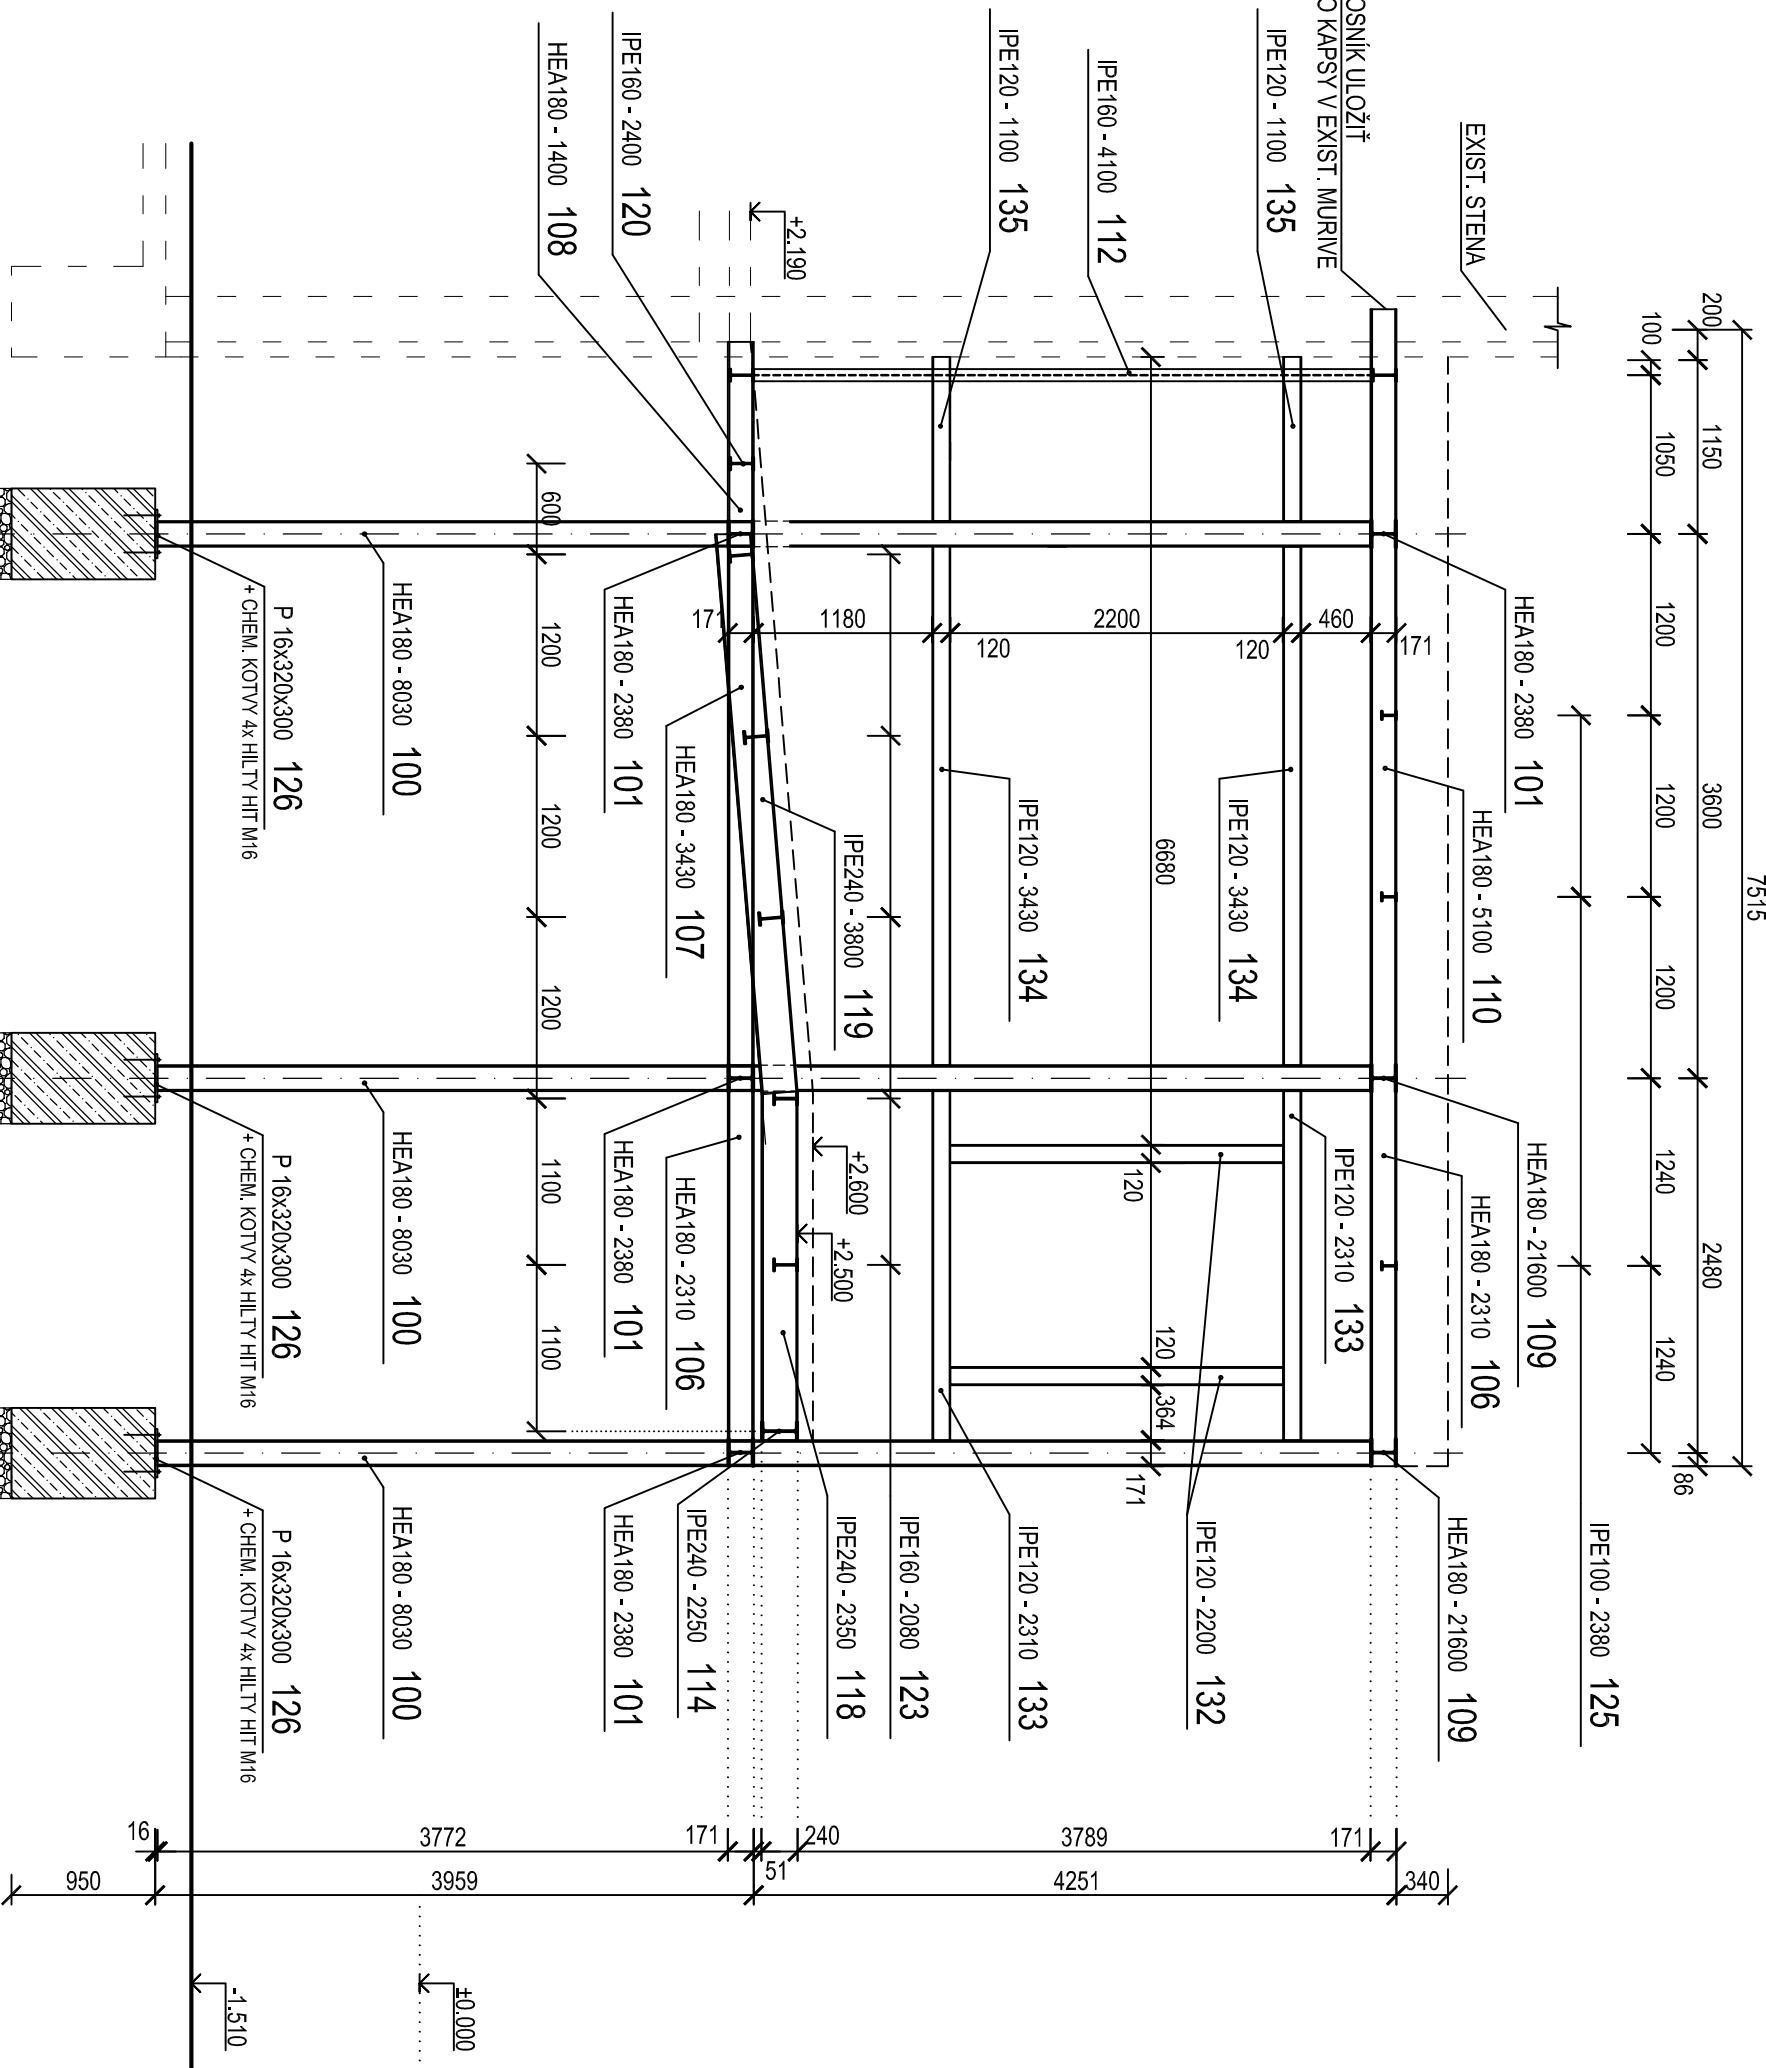 OSNÍK ULOŽIŤ
O KAPSY V EXIST. MURIVE
EXIST. STENA
7515
200
1150
3600
2480
86
100
1050
1200
1200
1200
1240
1240
IPE100 - 2380 125
HEA180 - 2380 101
HEA180 - 5100 110
HEA180 - 21600 109
HEA180 - 2310 106
HEA180 - 21600 109
IPE120 - 1100 135
IPE160 - 4100 112
IPE120 - 1100 135
IPE120 - 3430 134
IPE120 - 3430 134
IPE120 - 2310 133
IPE120 - 2200 132
IPE120 - 2310 133
6680
120
120
364
171
171
1180
120
2200
120
460
171
+2.190
+2.600
+2.500
IPE160 - 2400 120
HEA180 - 1400 108
IPE240 - 3800 119
HEA180 - 3430 107
HEA180 - 2380 101
HEA180 - 2310 106
HEA180 - 2380 101
IPE160 - 2080 123
IPE240 - 2350 118
IPE240 - 2250 114
HEA180 - 2380 101
600
1200
1200
1200
1100
1100
HEA180 - 8030 100
HEA180 - 8030 100
HEA180 - 8030 100
P 16x320x300 126
+ CHEM. KOTVY 4x HILTY HIT M16
P 16x320x300 126
+ CHEM. KOTVY 4x HILTY HIT M16
P 16x320x300 126
+ CHEM. KOTVY 4x HILTY HIT M16
16
3772
171
51
240
3789
171
950
3959
4251
340
±0.000
-1.510